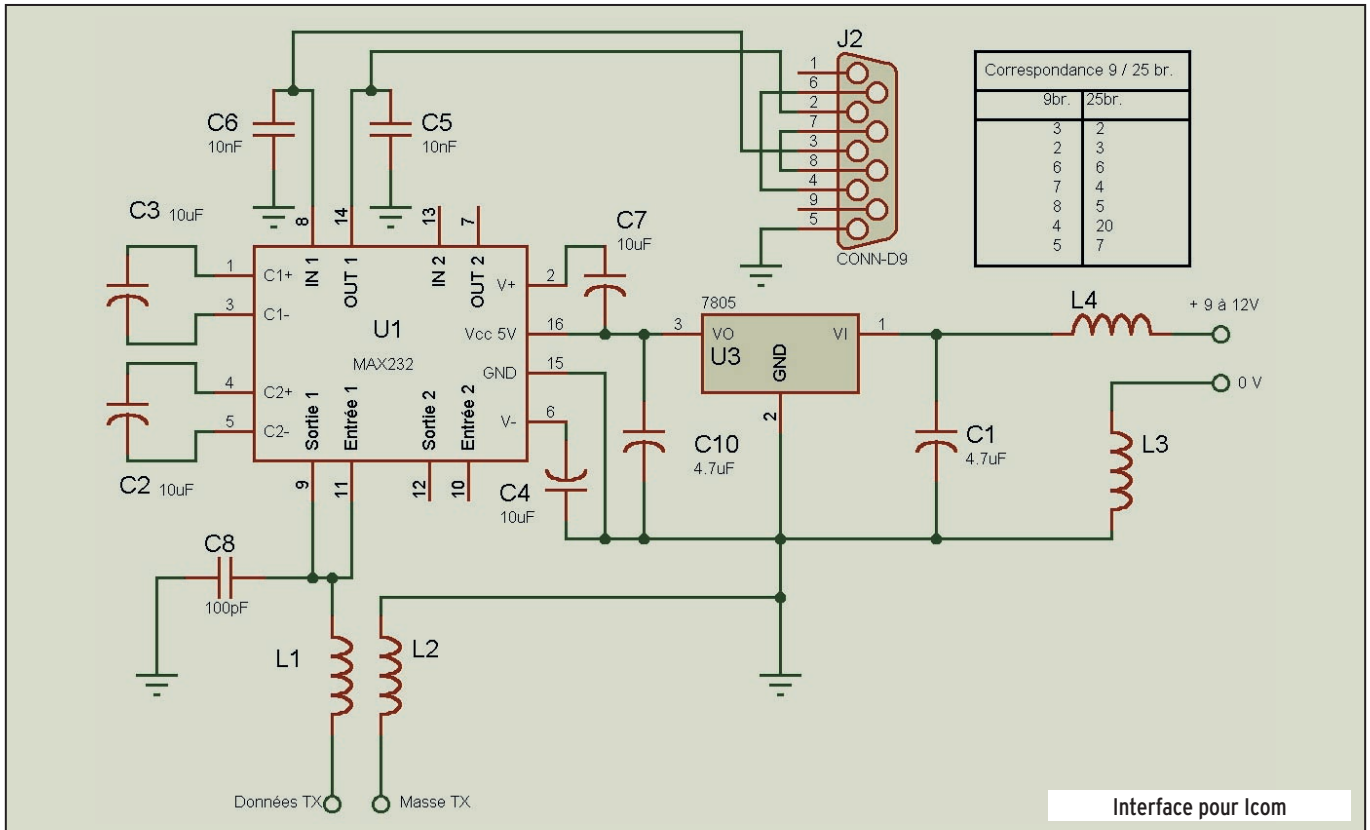 J2
1
6
2
7
3
8
4
9
5
CONN-D9
Correspondance 9 / 25 br.
9br. 25br.
3 2
2 3
6 6
7 4
8 5
4 20
5 7
C6
10nF
C5
10nF
C3 10uF
8
14
13
7
C7
10uF
1
C1+
3
C1-
4
C2+
5
C2-
IN 1
OUT 1
IN 2
OUT 2
U1
MAX232
V+
2
Vcc 5V
16
GND
15
V-
6
Sortie 1
Entrée 1
Sortie 2
Entrée 2
9
11
12
10
C2 10uF
C4
10uF
7805
3
VO
VI
1
U3
GND
2
C10
4.7uF
C1
4.7uF
L4
+ 9 à 12V
0 V
L3
C8
100pF
L1
L2
Données TX
Masse TX
Interface pour Icom